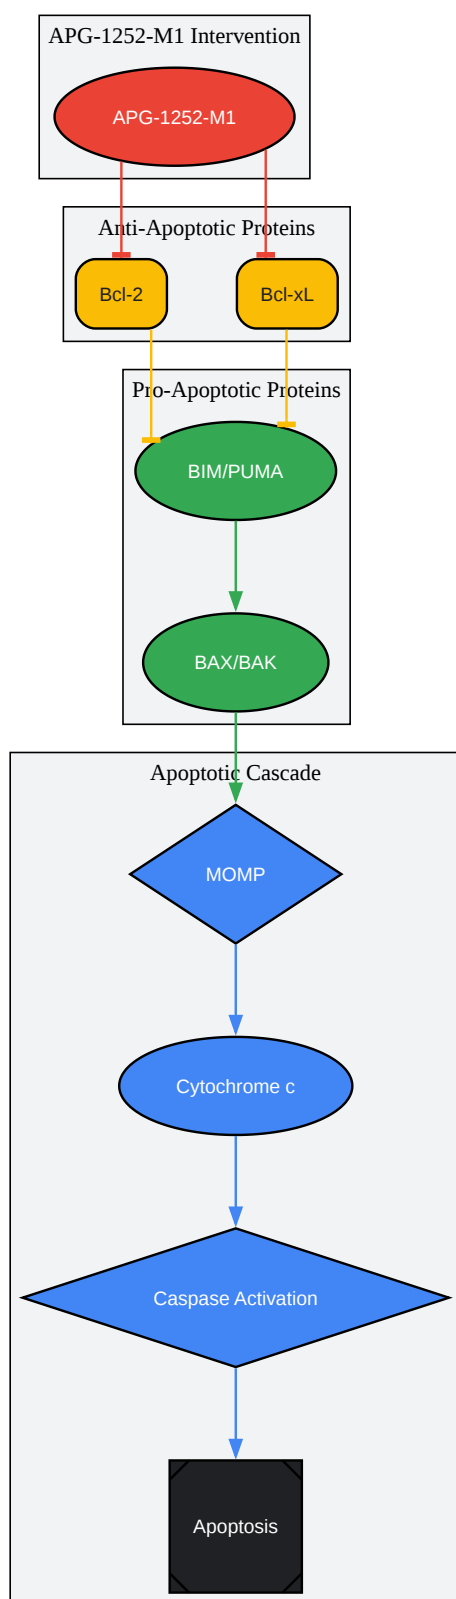 APG-1252-M1 Intervention
APG-1252-M1
Anti-Apoptotic Proteins
Bcl-2
Bcl-xL
Pro-Apoptotic Proteins
BIM/PUMA
BAX/BAK
Apoptotic Cascade
MOMP
Cytochrome c
Caspase Activation
Apoptosis